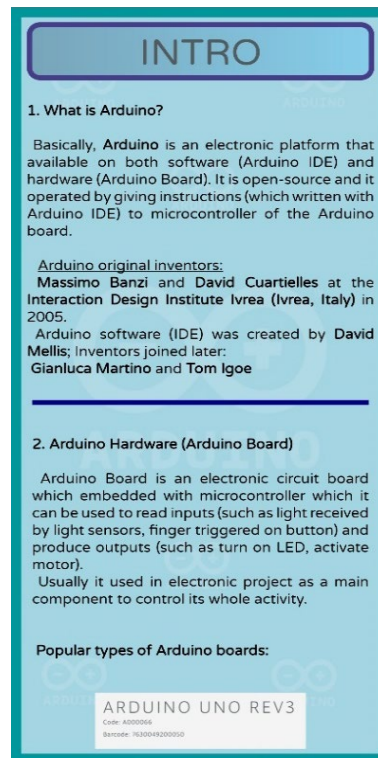 INTRO
1. What is Arduino?
Basically, Arduino is an electronic platform that
available on both software (Arduino IDE) and
hardware (Arduino Board). It is open-source and it
operated by giving instructions (which written with
Arduino IDE) to microcontroller of the Arduino
board.
Arduino original inventors:
Massimo Banzi and David Cuartielles at the
Interaction Design Institute Ivrea (Ivrea, Italy) in
2005.
Arduino software (IDE) was created by David
Mellis; Inventors joined later:
Gianluca Martino and Tom Igoe
ARDUINO
2. Arduino Hardware (Arduino Board)
Arduino Board is an electronic circuit board
which embedded with microcontroller which it
can be used to read inputs (such as light received
by light sensors, finger triggered on button) and
produce outputs (such as turn on LED, activate
motor).
Usually it used in electronic project as a main
component to control its whole activity.
Popular types of Arduino boards:
ARDUINO UNO REV3
Code: A000066
Barcode: 7630049200050